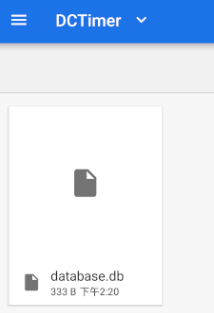 DCTimer
database.db
333 B 下午2:20